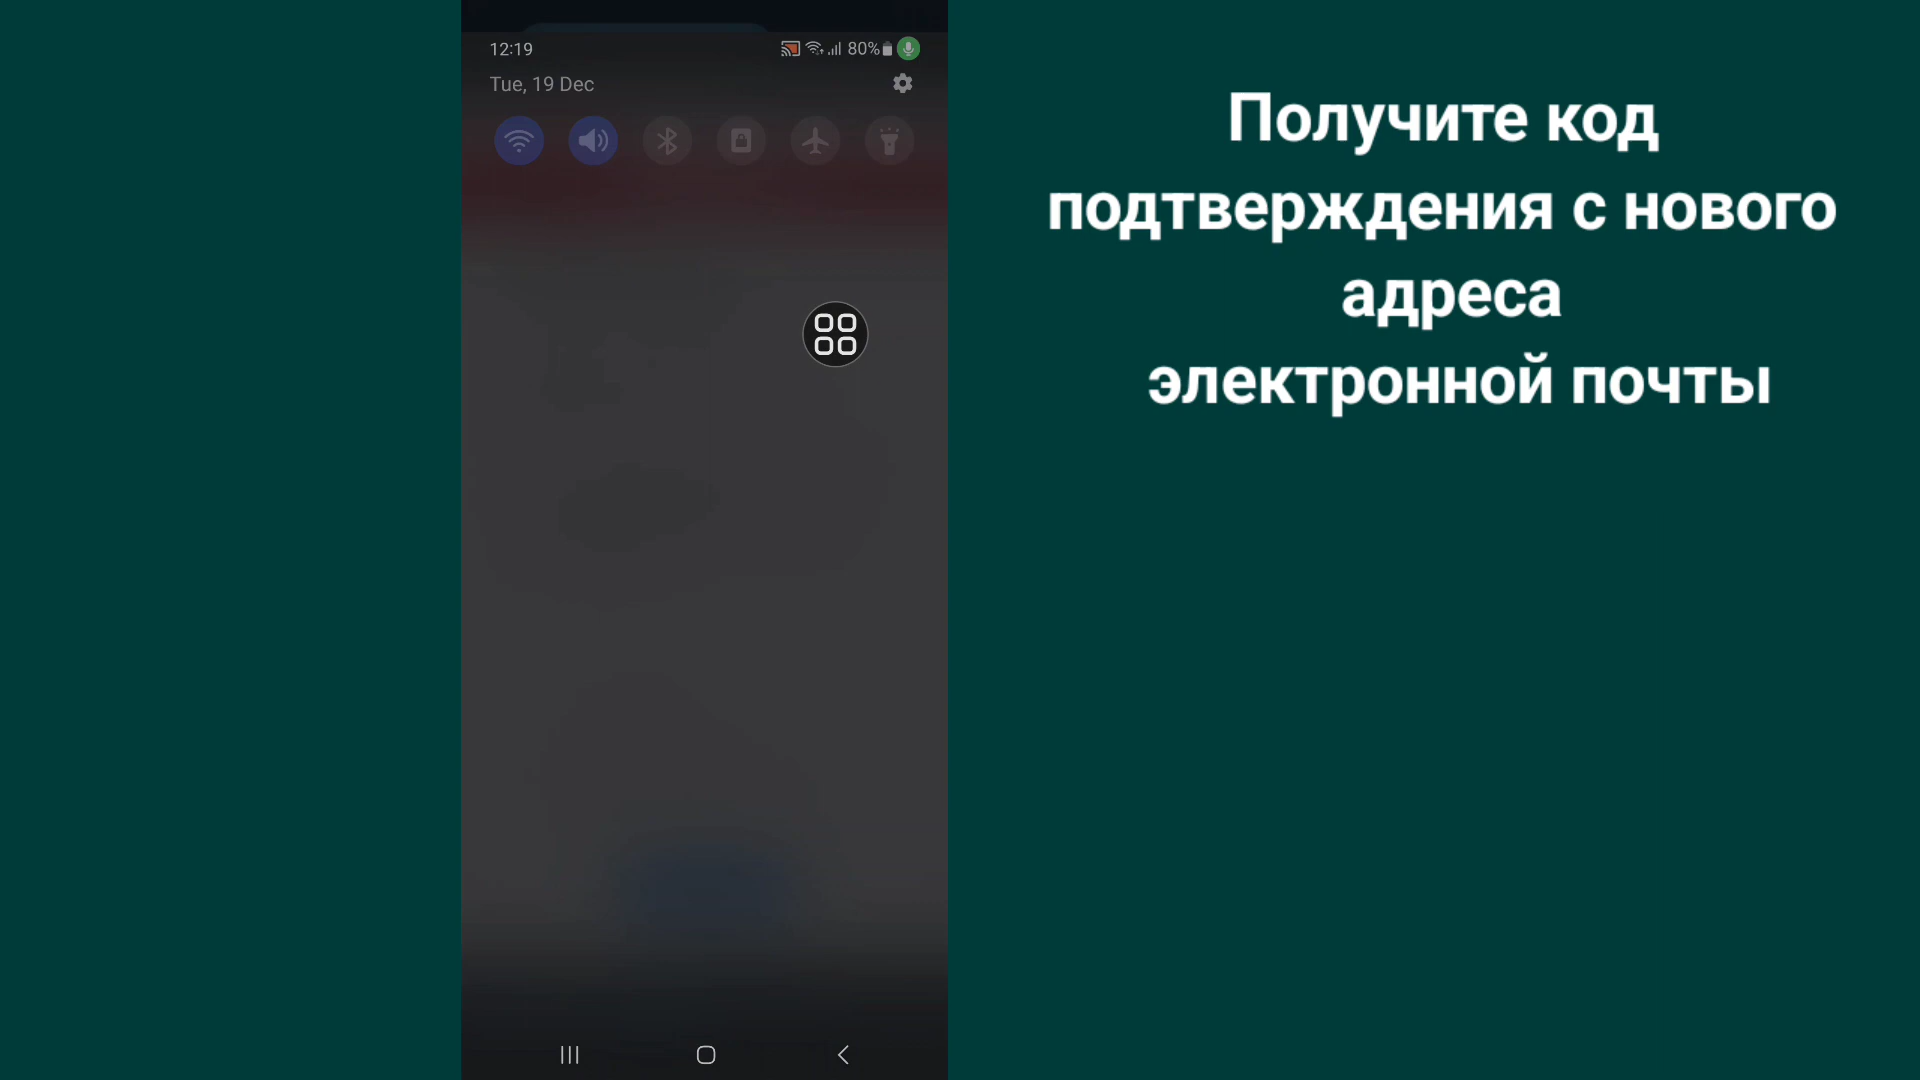 12:19
80%
Tue, 19 Dec
Получите код
подтверждения с нового
адреса
электронной почты